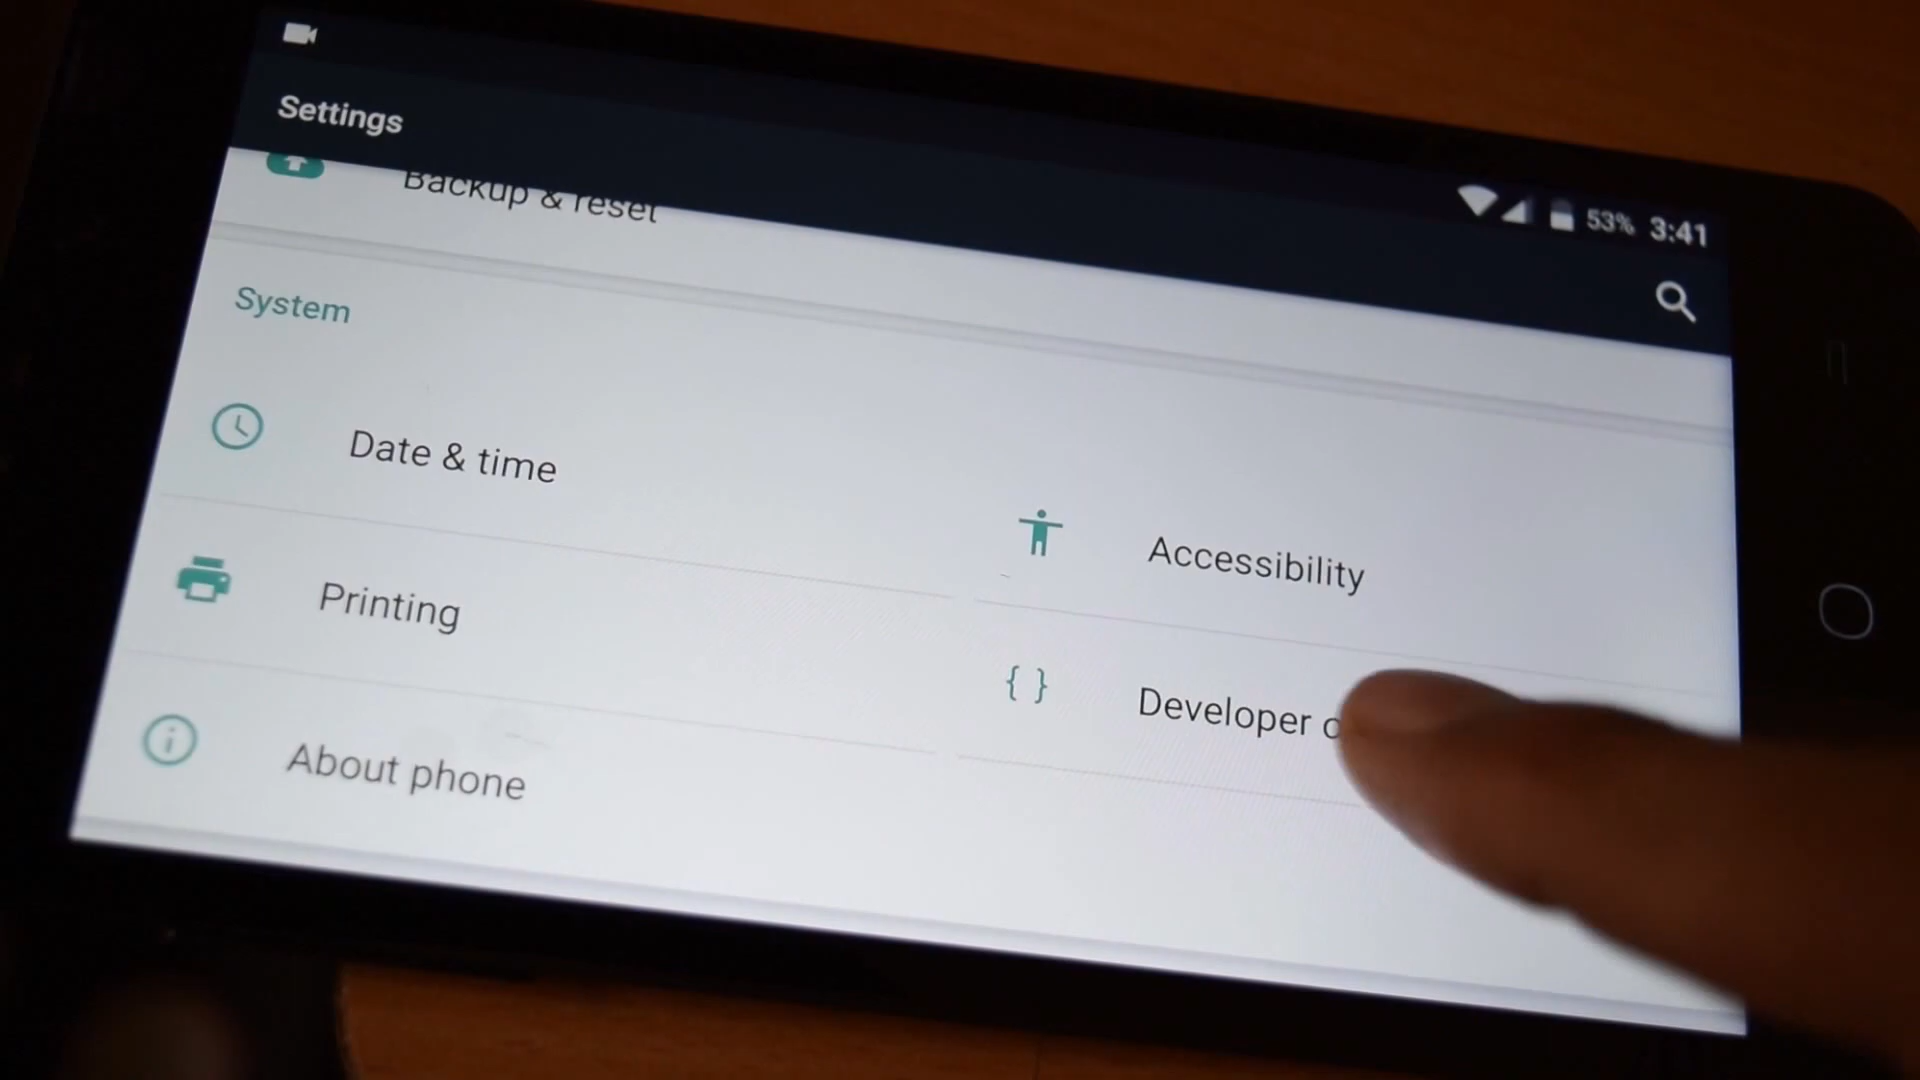 Settings
53% 3:41
Backup & reset
System
Date & time
Accessibility
Printing
{ } Developer
About phone